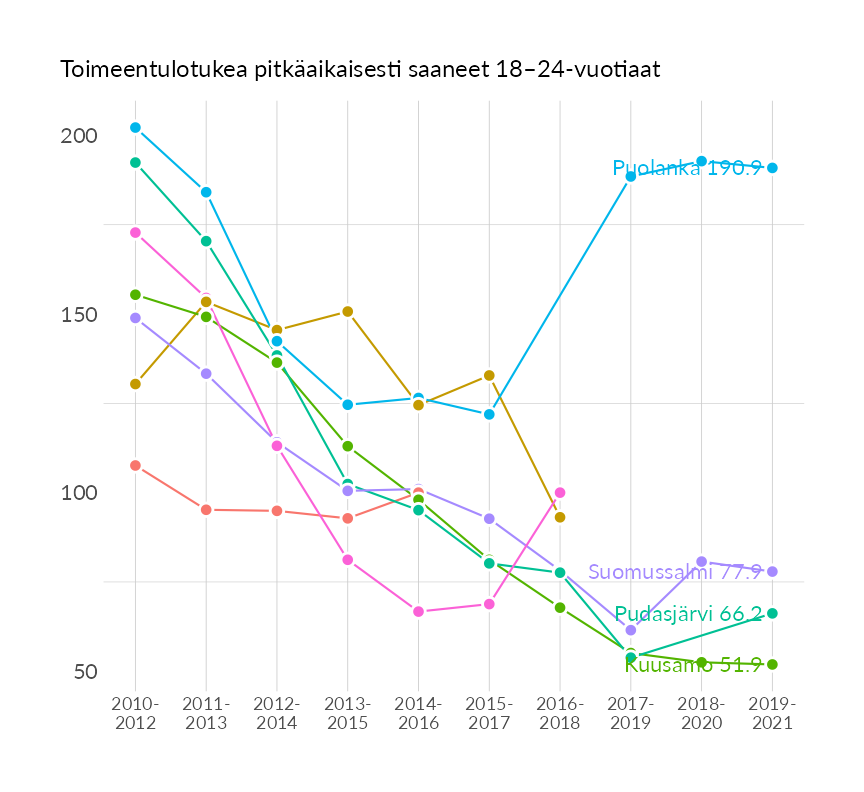 Toimeentulotukea pitkäaikaisesti saaneet 18–24-vuotiaat
200
Puolanka 190.9
150
100
Suomussalmi 77.9
Pudasjärvi 66.2
Kuusamo 51.9
50
2010- 2011- 2012- 2013- 2014- 2015- 2016- 2017- 2018- 2019-
2012 2013 2014 2015 2016 2017 2018 2019 2020 2021